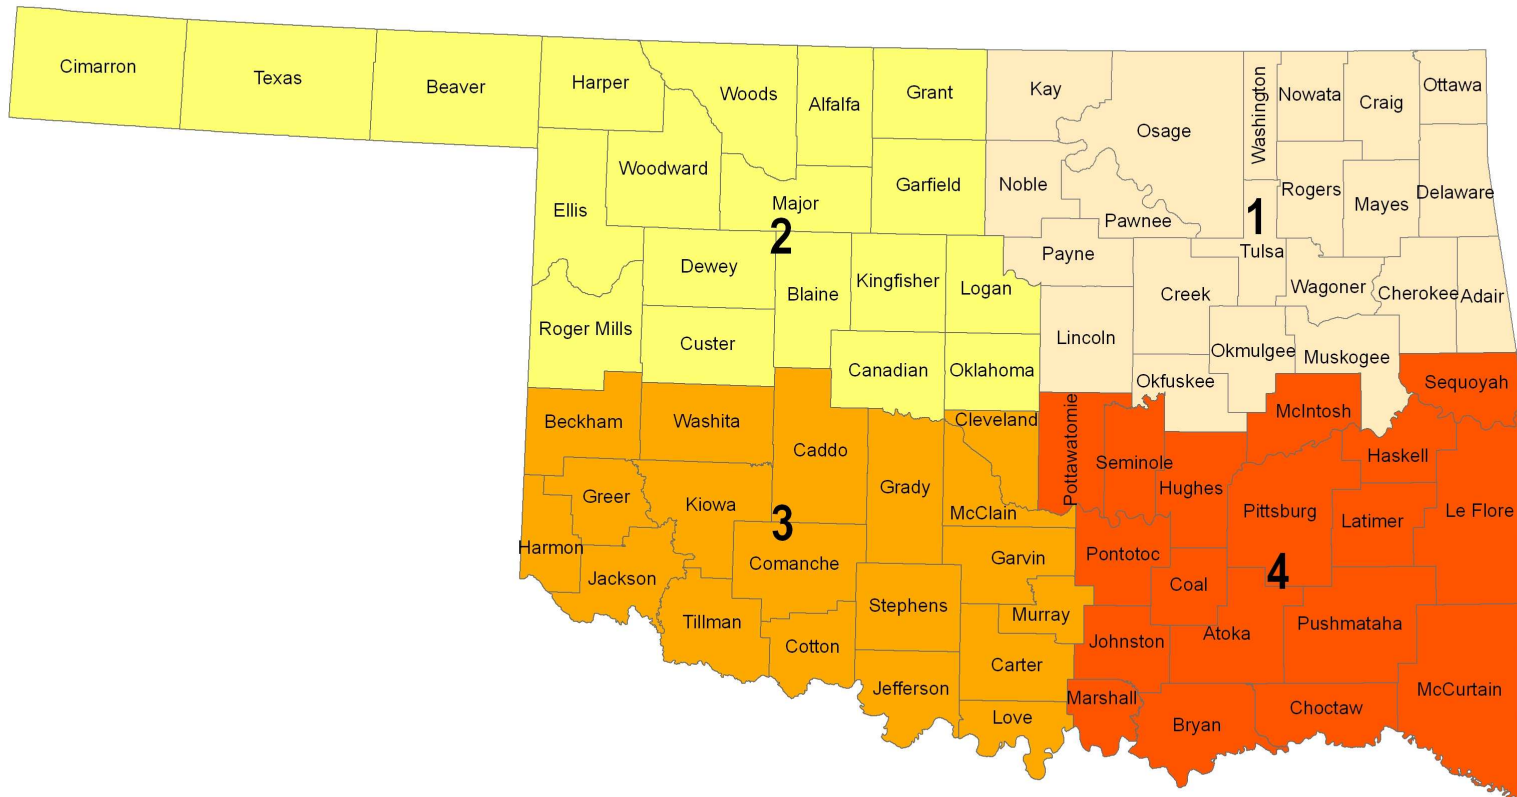 Cimarron
Texas
Beaver
Harper
Woods
Alfalfa
Grant
Kay
Osage
Washington
Nowata
Craig
Ottawa
Woodward
Ellis
Major
Garfield
Noble
Pawnee
Rogers
Mayes
Delaware
2
1
Dewey
Blaine
Kingfisher
Logan
Payne
Creek
Tulsa
Wagoner
Cherokee
Adair
Roger Mills
Custer
Canadian
Oklahoma
Lincoln
Okmulgee
Muskogee
Okfuskee
Sequoyah
Beckham
Washita
Caddo
Cleveland
Pottawatomie
Seminole
McIntosh
Haskell
Greer
Kiowa
Grady
McClain
Hughes
Pittsburg
Latimer
Le Flore
3
Harmon
Jackson
Comanche
Garvin
Pontotoc
Coal
4
Tillman
Stephens
Murray
Johnston
Atoka
Pushmataha
Cotton
Carter
Jefferson
Love
Marshall
Bryan
Choctaw
McCurtain